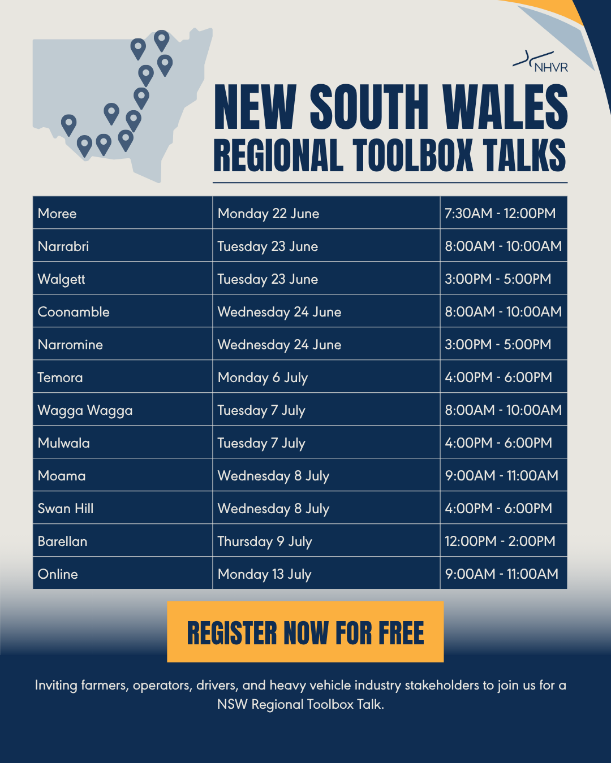 NHVR
NEW SOUTH WALES
REGIONAL TOOLBOX TALKS
Moree Monday 22 June 7:30AM - 12:00PM
Narrabri Tuesday 23 June 8:00AM - 10:00AM
Walgett Tuesday 23 June 3:00PM - 5:00PM
Coonamble Wednesday 24 June 8:00AM - 10:00AM
Narromine Wednesday 24 June 3:00PM - 5:00PM
Temora Monday 6 July 4:00PM - 6:00PM
Wagga Wagga Tuesday 7 July 8:00AM - 10:00AM
Mulwala Tuesday 7 July 4:00PM - 6:00PM
Moama Wednesday 8 July 9:00AM - 11:00AM
Swan Hill Wednesday 8 July 4:00PM - 6:00PM
Barellan Thursday 9 July 12:00PM - 2:00PM
Online Monday 13 July 9:00AM - 11:00AM
REGISTER NOW FOR FREE
Inviting farmers, operators, drivers, and heavy vehicle industry stakeholders to join us for a
NSW Regional Toolbox Talk.